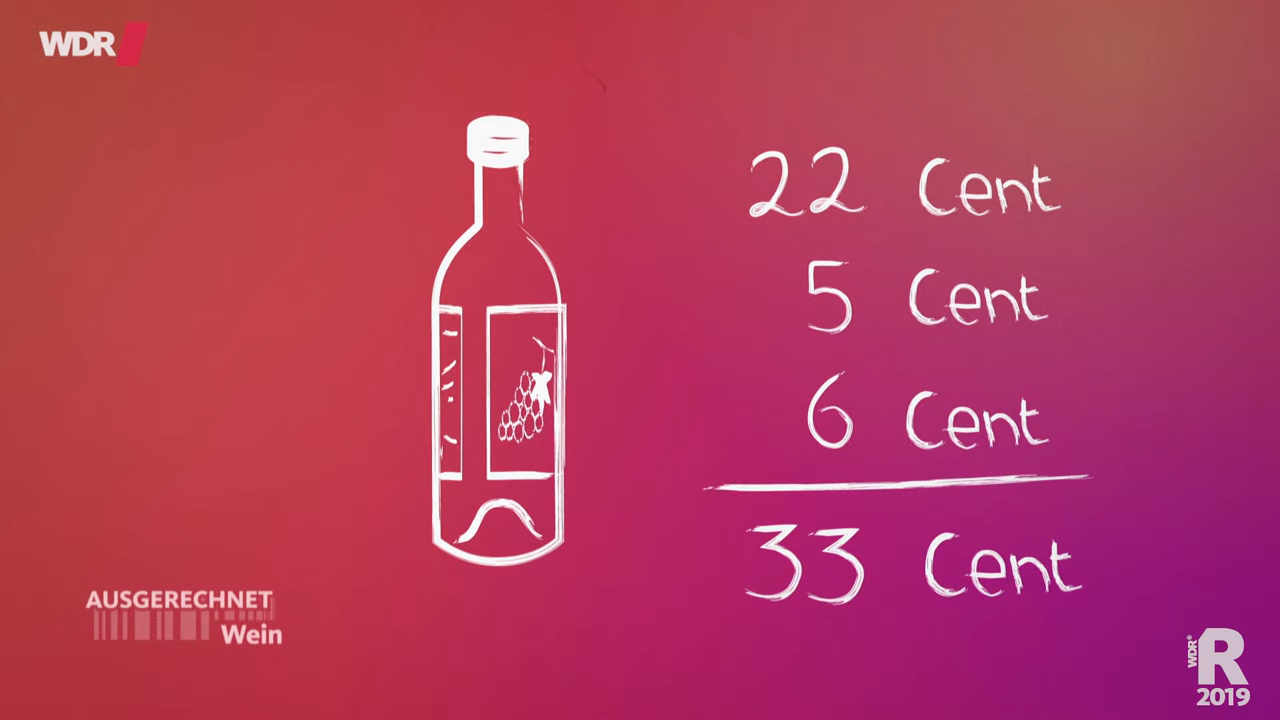 WDR
22 Cent
5 Cent
6 Cent
33 Cent
AUSGERECHNET
Wein
WDR®
R
2019